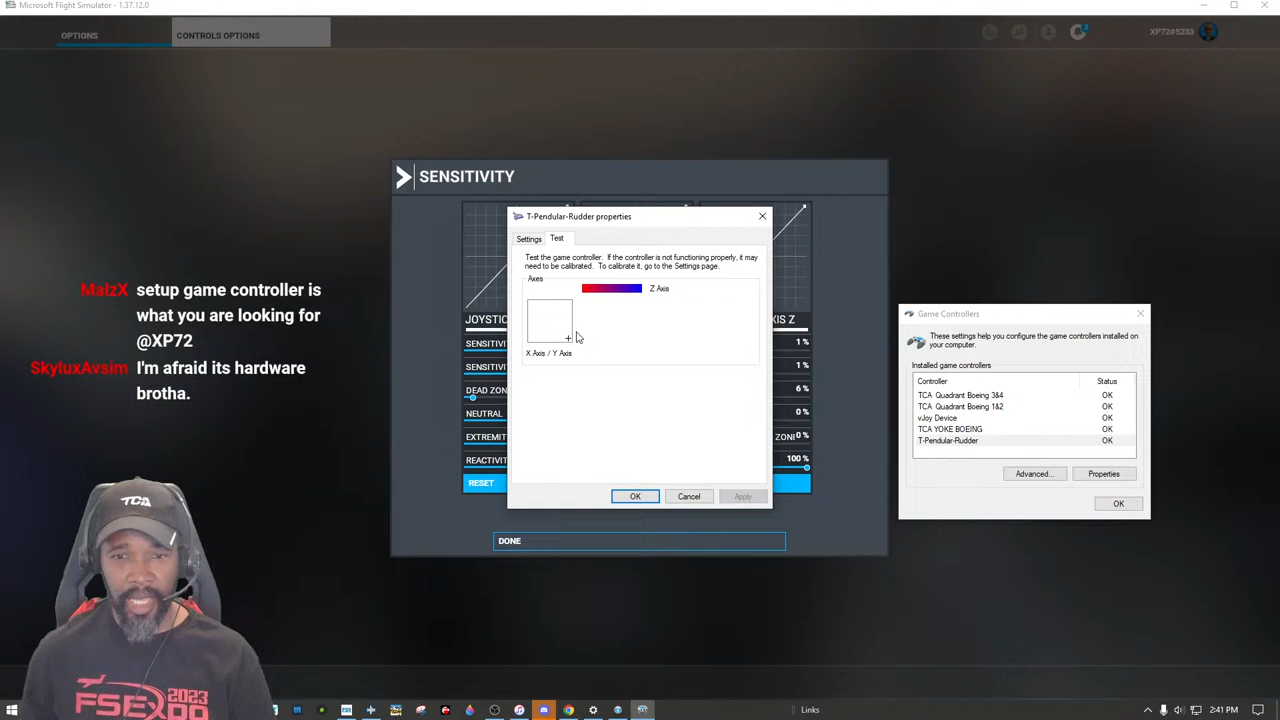 Microsoft Flight Simulator - 1.37.12.0
OPTIONS
CONTROLS OPTIONS
XP72#5233
SENSITIVITY
T-Pendular-Rudder properties
Settings
Test
Test the game controller. If the controller is not functioning properly, it may
need to be calibrated. To calibrate it, go to the Settings page.
Axes
Z Axis
X Axis / Y Axis
OK
Cancel
Apply
JOYSTIC
XIS Z
SENSITIV
1 %
SENSITIV
1 %
DEAD ZON
6 %
NEUTRAL
0 %
EXTREMIT
ZONI
0 %
REACTIV
100 %
RESET
DONE
Game Controllers
These settings help you configure the game controllers installed on
your computer.
Installed game controllers
Controller
Status
TCA Quadrant Boeing 3&4
OK
TCA Quadrant Boeing 1&2
OK
vJoy Device
OK
TCA YOKE BOEING
OK
T-Pendular-Rudder
OK
Advanced...
Properties
OK
MalzX setup game controller is
what you are looking for
@XP72
SkyluxAvsim I'm afraid its hardware
brotha.
TCA
FSEXPO
2023
Links
2:41 PM